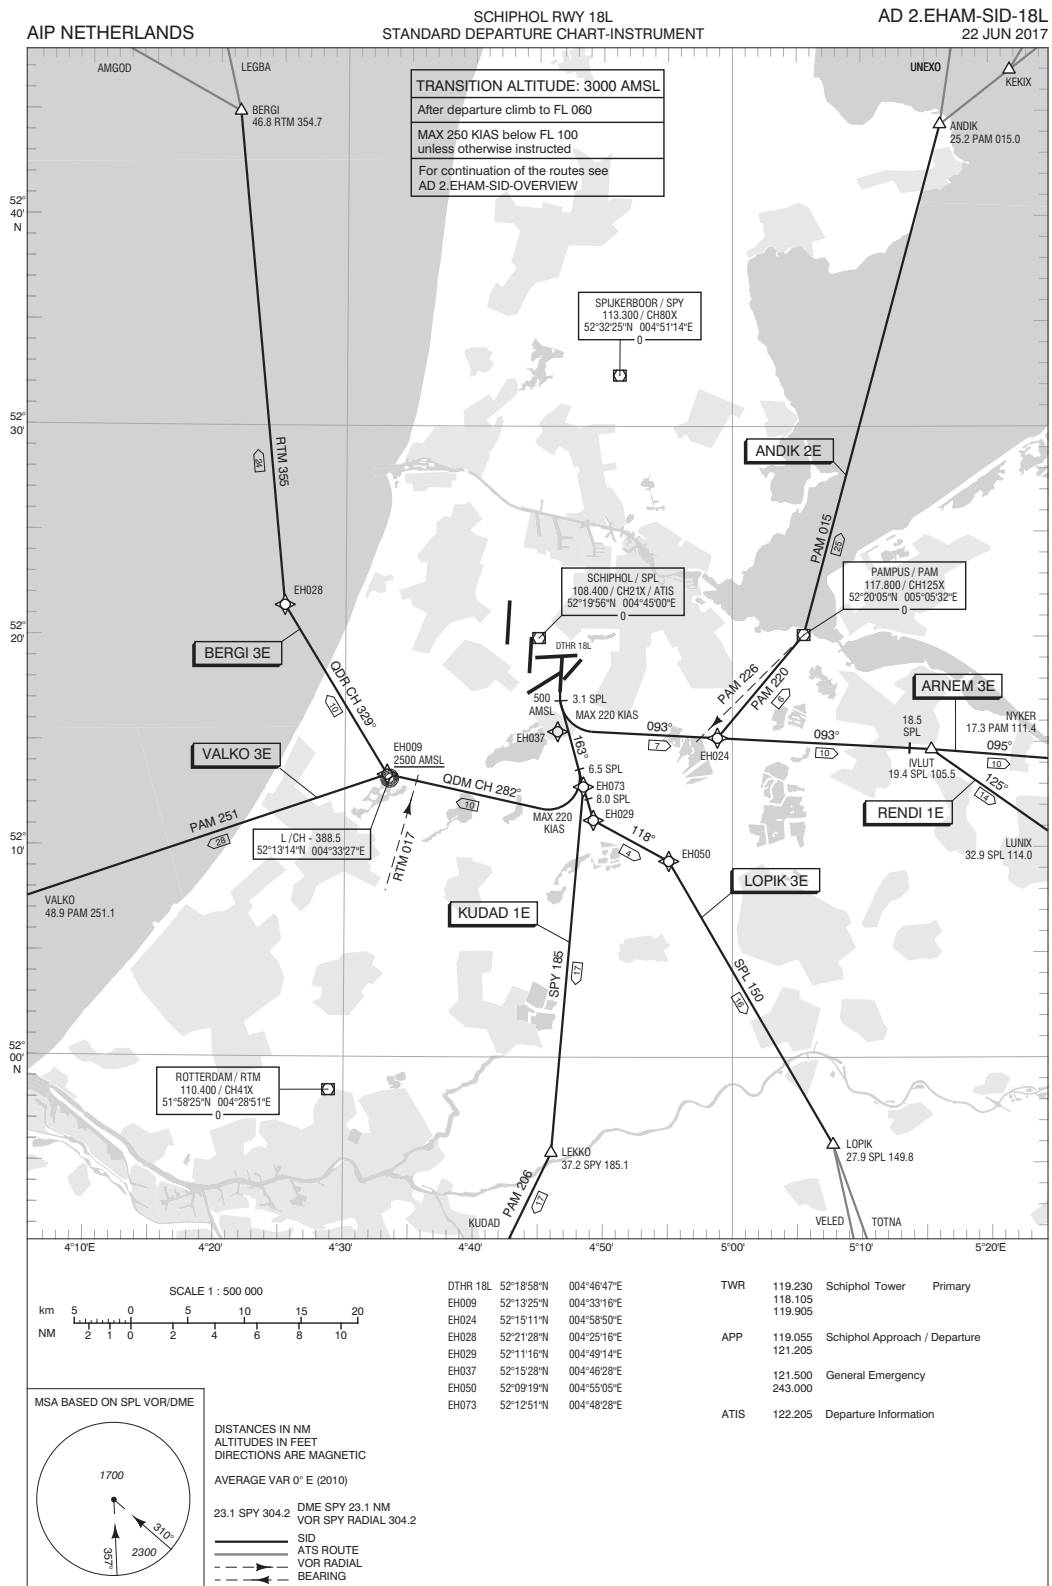 AIP NETHERLANDS
SCHIPHOL RWY 18L
STANDARD DEPARTURE CHART-INSTRUMENT
AD 2.EHAM-SID-18L
22 JUN 2017
AMGOD
LEGBA
BERGI
46.8 RTM 354.7
TRANSITION ALTITUDE: 3000 AMSL
After departure climb to FL 060
MAX 250 KIAS below FL 100
unless otherwise instructed
For continuation of the routes see
AD 2.EHAM-SID-OVERVIEW
UNEXO
KEKIX
ANDIK
25.2 PAM 015.0
52°
40'
N
SPIJKERBOOR / SPY
113.300 / CH80X
52°32'25"N 004°51'14"E
0
52°
30'
RTM 355
24
ANDIK 2E
PAM 015
25
SCHIPHOL / SPL
108.400 / CH21X / ATIS
52°19'56"N 004°45'00"E
0
PAMPUS / PAM
117.800 / CH125X
52°20'05"N 005°05'32"E
0
EH028
52°
20'
BERGI 3E
QDR CH 329°
10
DTHR 18L
500
AMSL
3.1 SPL
MAX 220 KIAS
EH037
163°
PAM 226
PAM 220
6
093°
7
EH024
093°
10
18.5
SPL
ARNEM 3E
NYKER
17.3 PAM 111.4
095°
10
IVLUT
19.4 SPL 105.5
125°
14
RENDI 1E
LUNIX
32.9 SPL 114.0
VALKO 3E
EH009
2500 AMSL
6.5 SPL
EH073
8.0 SPL
EH029
QDM CH 282°
10
MAX 220
KIAS
PAM 251
28
L / CH - 388.5
52°13'14"N 004°33'27"E
RTM 017
52°
10'
118°
4
EH050
VALKO
48.9 PAM 251.1
LOPIK 3E
KUDAD 1E
SPY 185
17
SPL 150
16
52°
00'
N
ROTTERDAM / RTM
110.400 / CH41X
51°58'25"N 004°28'51"E
0
LEKKO
37.2 SPY 185.1
LOPIK
27.9 SPL 149.8
PAM 206
17
KUDAD
VELED
TOTNA
4°10'E 4°20' 4°30' 4°40' 4°50' 5°00' 5°10' 5°20'E
SCALE 1 : 500 000
km 5 0 5 10 15 20
NM 2 1 0 2 4 6 8 10
DTHR 18L 52°18'58"N 004°46'47"E
EH009 52°13'25"N 004°33'16"E
EH024 52°15'11"N 004°58'50"E
EH028 52°21'28"N 004°25'16"E
EH029 52°11'16"N 004°49'14"E
EH037 52°15'28"N 004°46'28"E
EH050 52°09'19"N 004°55'05"E
EH073 52°12'51"N 004°48'28"E
TWR 119.230 Schiphol Tower Primary
118.105
119.905
APP 119.055 Schiphol Approach / Departure
121.205
121.500 General Emergency
243.000
ATIS 122.205 Departure Information
MSA BASED ON SPL VOR/DME
1700
310°
357°
2300
DISTANCES IN NM
ALTITUDES IN FEET
DIRECTIONS ARE MAGNETIC
AVERAGE VAR 0° E (2010)
23.1 SPY 304.2
DME SPY 23.1 NM
VOR SPY RADIAL 304.2
SID
ATS ROUTE
VOR RADIAL
BEARING